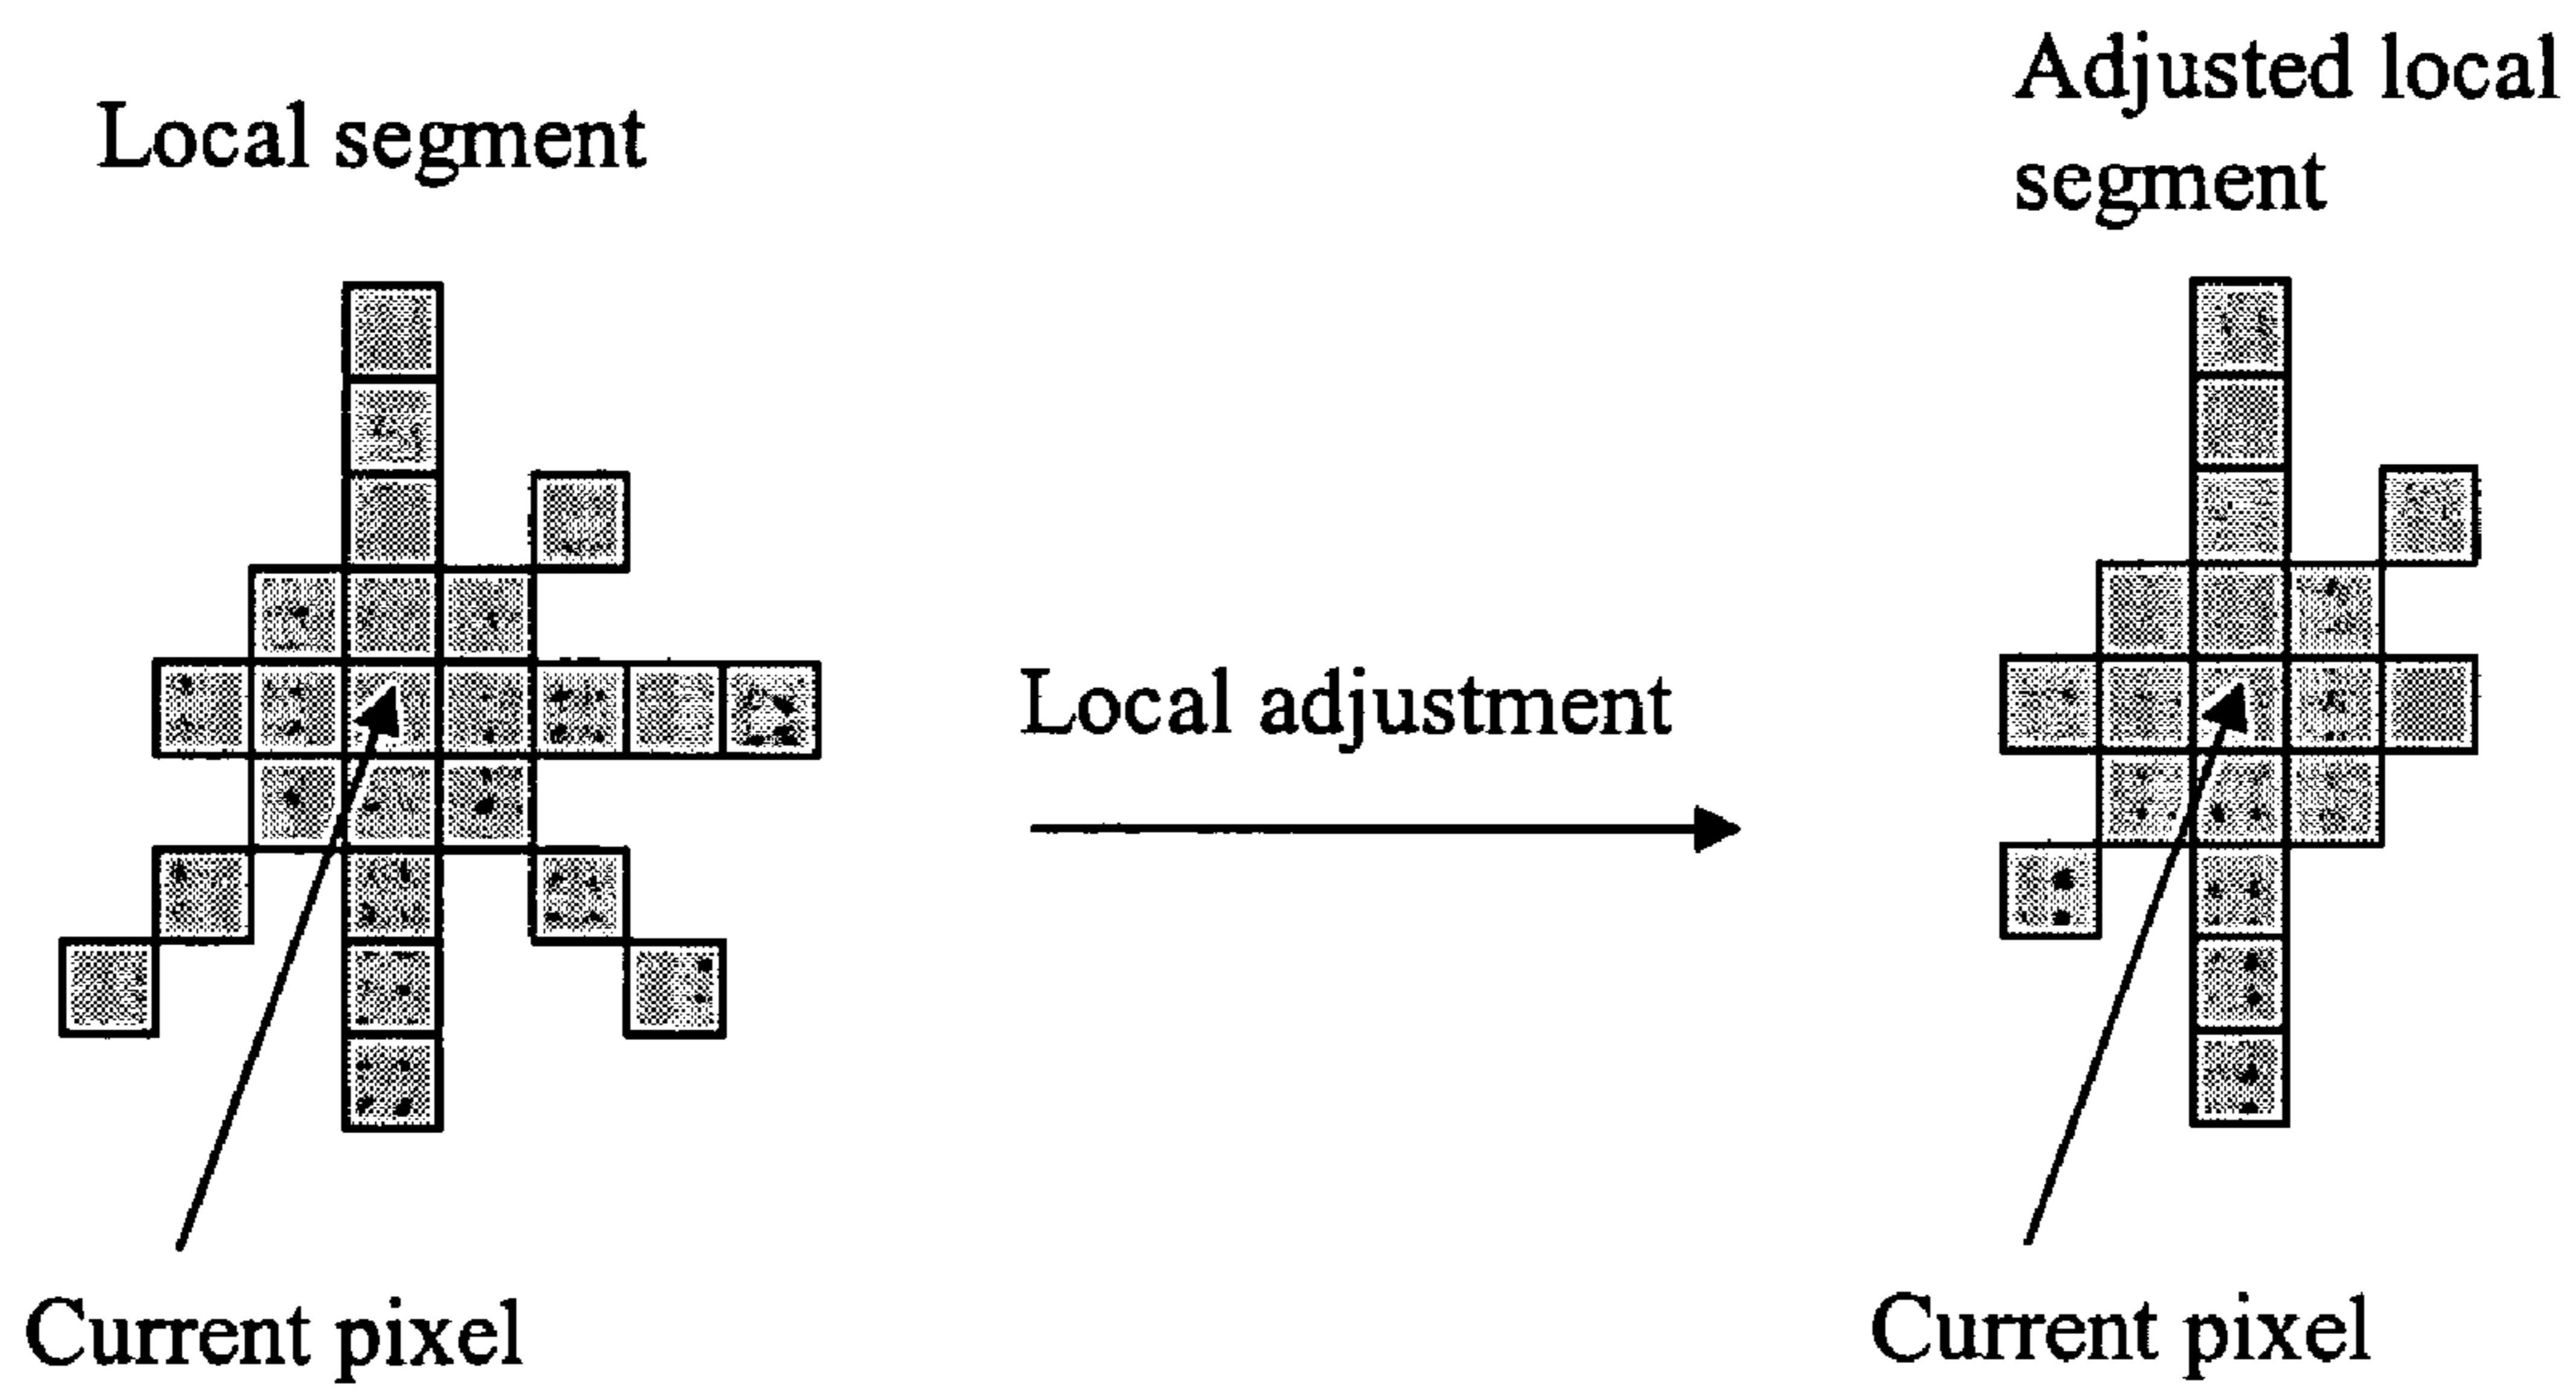 Local segment
Adjusted local
segment
Local adjustment
Current pixel
Current pixel